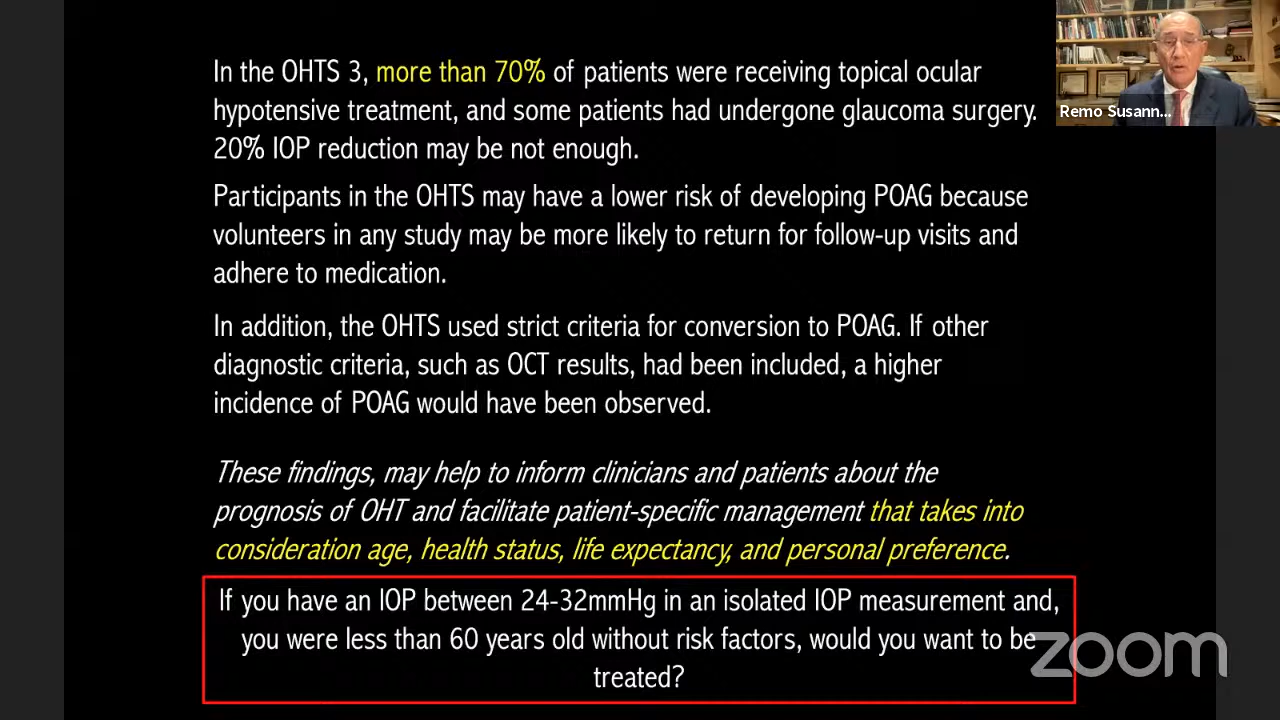 In the OHTS 3, more than 70% of patients were receiving topical ocular
hypotensive treatment, and some patients had undergone glaucoma surgery.
20% IOP reduction may be not enough.
Participants in the OHTS may have a lower risk of developing POAG because
volunteers in any study may be more likely to return for follow-up visits and
adhere to medication.
In addition, the OHTS used strict criteria for conversion to POAG. If other
diagnostic criteria, such as OCT results, had been included, a higher
incidence of POAG would have been observed.
These findings, may help to inform clinicians and patients about the
prognosis of OHT and facilitate patient-specific management that takes into
consideration age, health status, life expectancy, and personal preference.
If you have an IOP between 24-32mmHg in an isolated IOP measurement and,
you were less than 60 years old without risk factors, would you want to be
treated?
Remo Susann...
zoom